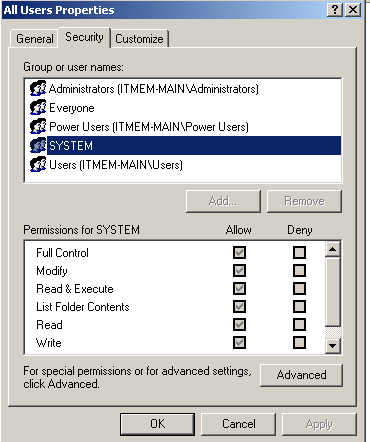 All Users Properties
General Security Customize
Group or user names:
Administrators (ITMEM-MAIN\Administrators)
Everyone
Power Users (ITMEM-MAIN\Power Users)
SYSTEM
Users (ITMEM-MAIN\Users)
Add... Remove
Permissions for SYSTEM Allow Deny
Full Control
Modify
Read & Execute
List Folder Contents
Read
Write
For special permissions or for advanced settings,
click Advanced. Advanced
OK Cancel Apply